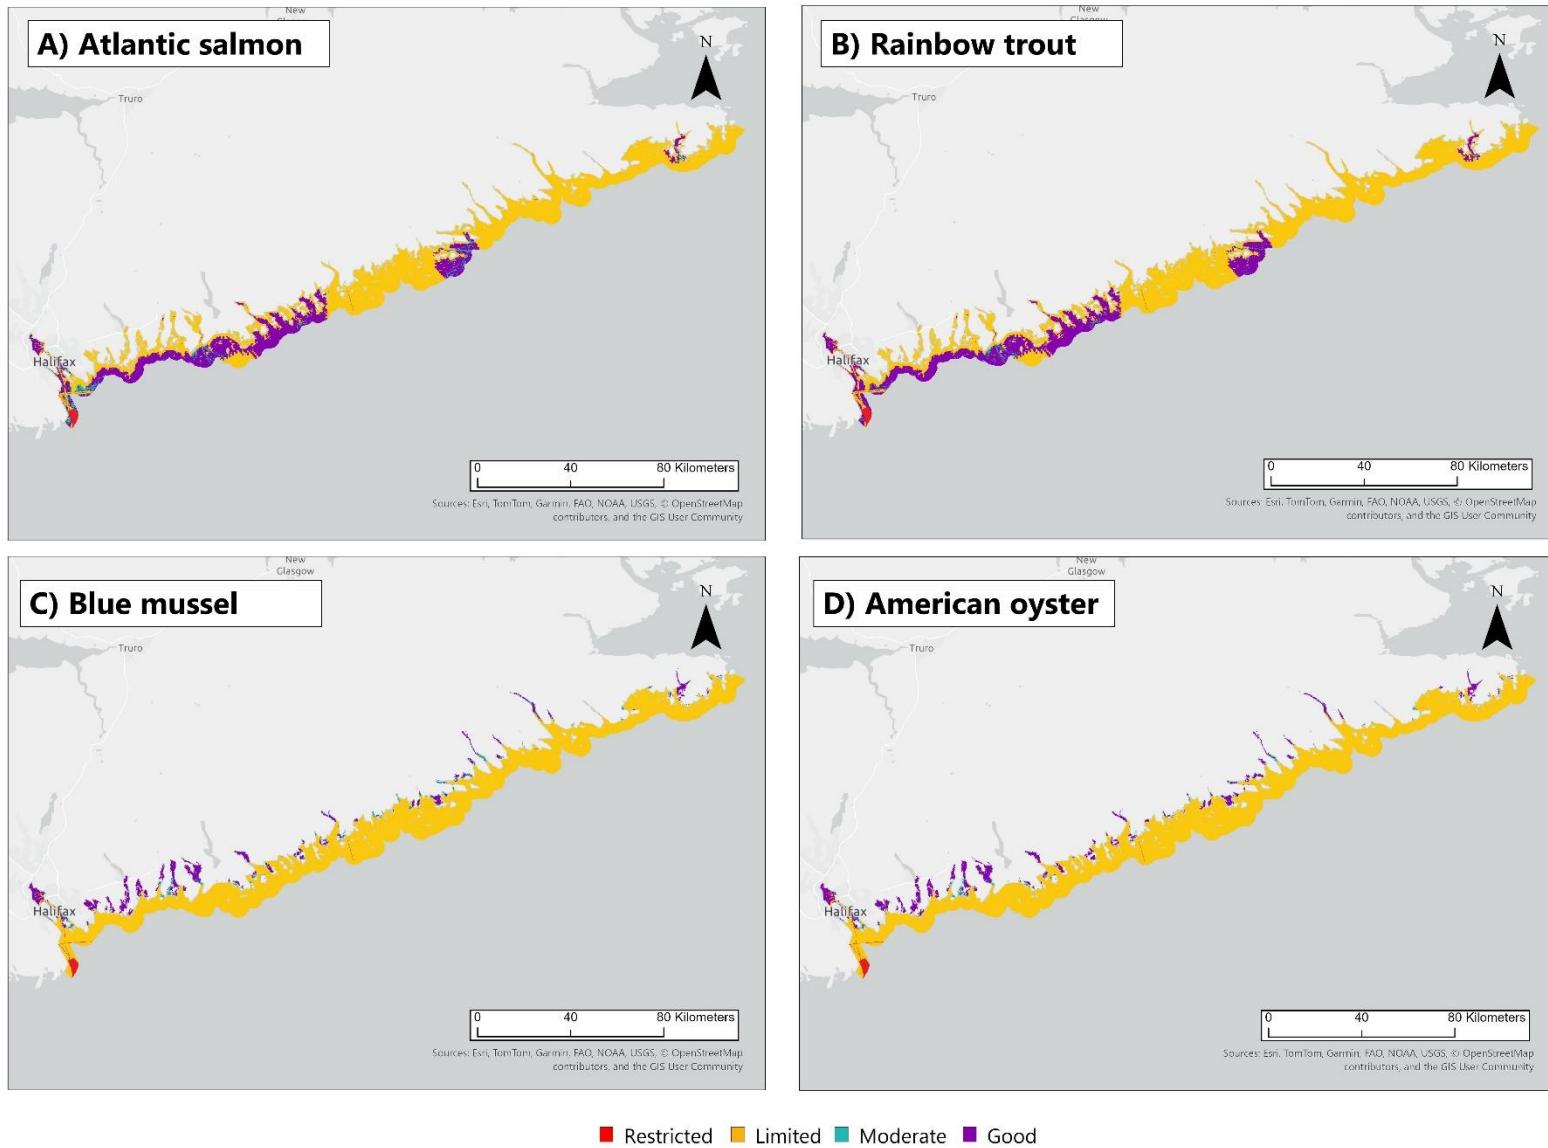 New
Glasgow
A) Atlantic salmon
N
Truro
Halifax
0 40 80 Kilometers
Sources: Esri, TomTom, Garmin, FAO, NOAA, USGS, © OpenStreetMap
contributors, and the GIS User Community
New
Glasgow
B) Rainbow trout
N
Truro
Halifax
0 40 80 Kilometers
Sources: Esri, TomTom, Garmin, FAO, NOAA, USGS, © OpenStreetMap
contributors, and the GIS User Community
New
Glasgow
C) Blue mussel
N
Truro
Halifax
0 40 80 Kilometers
Sources: Esri, TomTom, Garmin, FAO, NOAA, USGS, © OpenStreetMap
contributors, and the GIS User Community
New
Glasgow
D) American oyster
N
Truro
Halifax
0 40 80 Kilometers
Sources: Esri, TomTom, Garmin, FAO, NOAA, USGS, © OpenStreetMap
contributors, and the GIS User Community
Restricted Limited Moderate Good